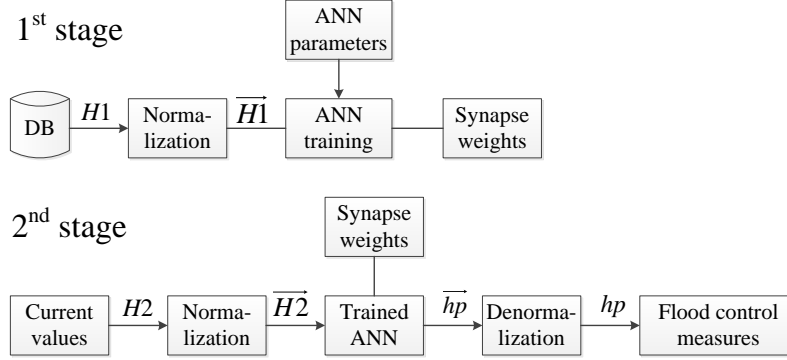 1st stage
ANN
parameters
DB
H1
Norma-
lization
H1
ANN
training
Synapse
weights
2nd stage
Synapse
weights
Current
values
H2
Norma-
lization
H2
Trained
ANN
hp
Denorma-
lization
hp
Flood control
measures